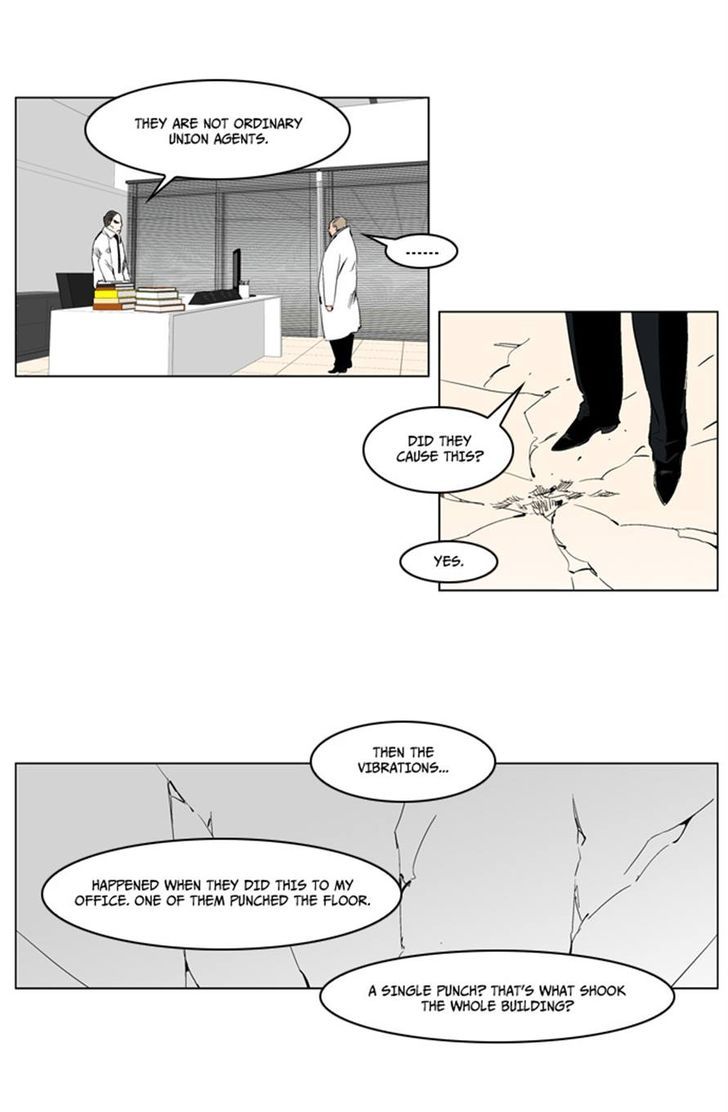 THEY ARE NOT ORDINARY
UNION AGENTS.
------
DID THEY
CAUSE THIS?
YES.
THEN THE
VIBRATIONS...
HAPPENED WHEN THEY DID THIS TO MY
OFFICE. ONE OF THEM PUNCHED THE FLOOR.
A SINGLE PUNCH? THAT'S WHAT SHOOK
THE WHOLE BUILDING?